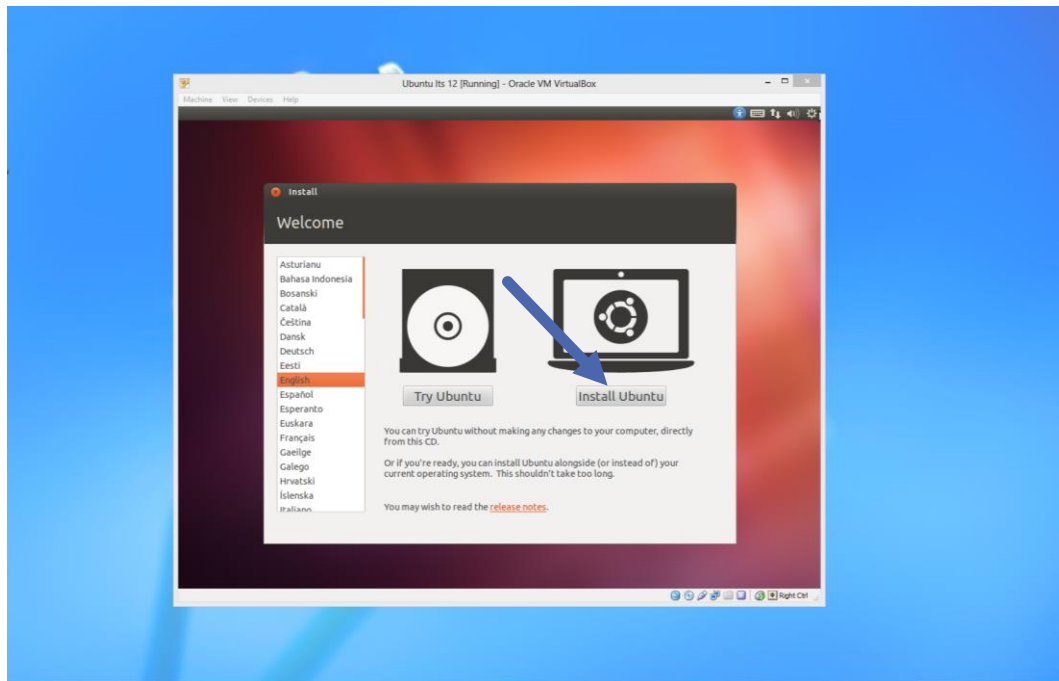 Ubuntu lts 12 [Running] - Oracle VM VirtualBox
Machine View Devices Help
Install
Welcome
Asturianu
Bahasa Indonesia
Bosanski
Català
Čeština
Dansk
Deutsch
Eesti
English
Español
Esperanto
Euskara
Français
Gaeilge
Galego
Hrvatski
Íslenska
Italiano
Try Ubuntu
Install Ubuntu
You can try Ubuntu without making any changes to your computer, directly
from this CD.
Or if you're ready, you can install Ubuntu alongside (or instead of) your
current operating system. This shouldn't take too long.
You may wish to read the release notes.
Right Ctrl